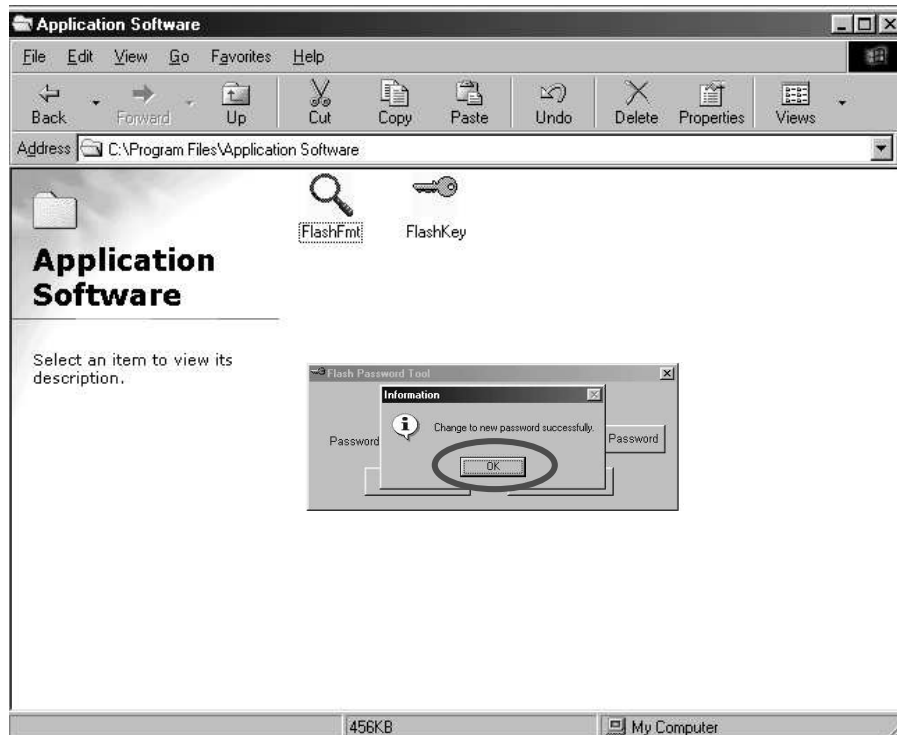 Application Software
File Edit View Go Favorites Help
Back Forward Up Cut Copy Paste Undo Delete Properties Views
Address C:\Program Files\Application Software
FlashFmt FlashKey
Application
Software
Select an item to view its
description.
Flash Password Tool
Information
Change to new password successfully.
Password
Password
OK
456KB My Computer